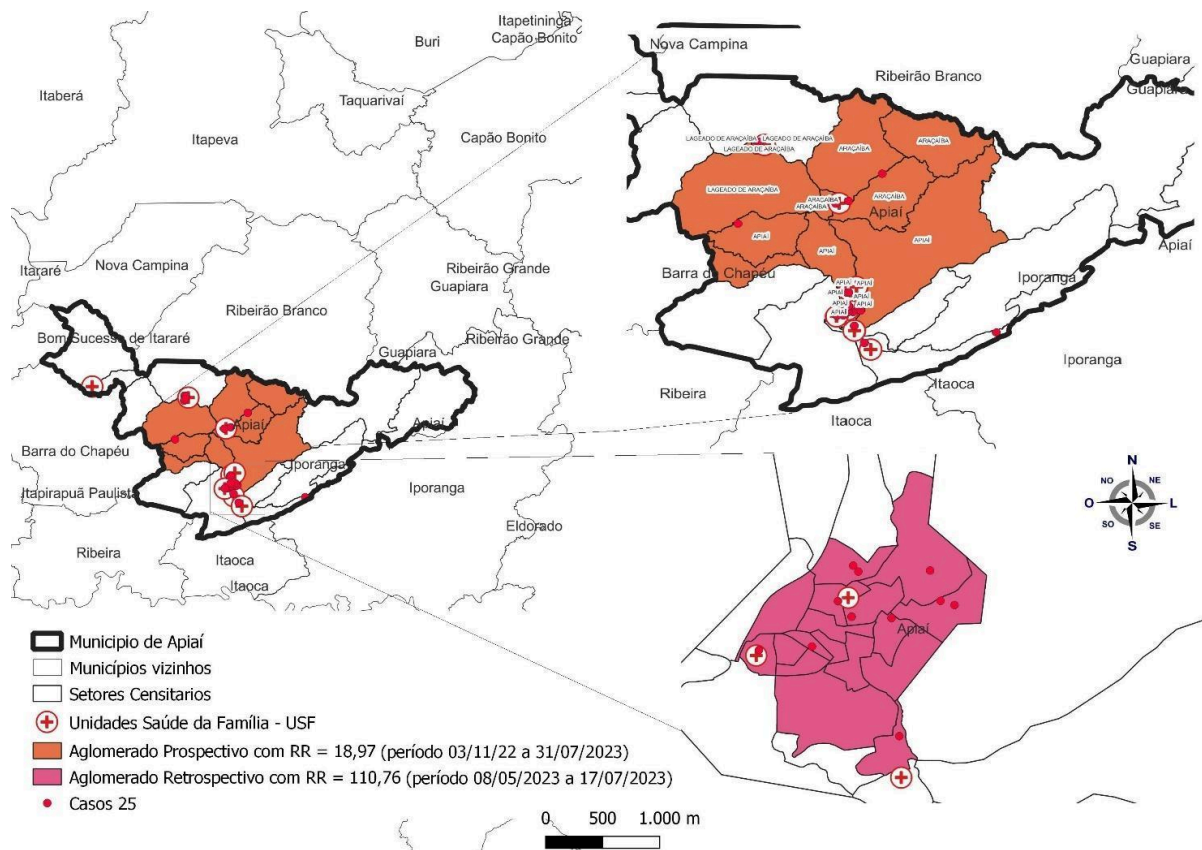 Itapetininga
Capão Bonito
Buri
Itaberá
Taquarivaí
Itapeva
Capão Bonito
Itararé
Nova Campina
Ribeirão Grande
Guapiara
Ribeirão Branco
Bom Sucesso de Itararé
Guapiara
Ribeirão Grande
Apiaí
Apiaí
Barra do Chapéu
Iporanga
Itapirapuã Paulista
Iporanga
Eldorado
Ribeira
Itaoca
Itaoca
Nova Campina
Guapiara
Guapiara
Ribeirão Branco
LAGEADO DE ARAÇAÍBA
LAGEADO DE ARAÇAÍBA
LAGEADO DE ARAÇAÍBA
ARAÇAÍBA
ARAÇAÍBA
LAGEADO DE ARAÇAÍBA
ARAÇAÍBA
ARAÇAÍBA
ARAÇAÍBA
Apiaí
APIAÍ
APIAÍ
APIAÍ
Apiaí
Barra do Chapéu
Iporanga
APIAÍ
APIAÍ
APIAÍ
APIAÍ
APIAÍ
APIAÍ
Iporanga
Ribeira
Itaoca
Itaoca
N
NO
NE
O
L
SO
SE
S
Apiaí
Municipio de Apiaí
Municípios vizinhos
Setores Censitarios
Unidades Saúde da Família - USF
Aglomerado Prospectivo com RR = 18,97 (período 03/11/22 a 31/07/2023)
Aglomerado Retrospectivo com RR = 110,76 (período 08/05/2023 a 17/07/2023)
Casos 25
0 500 1.000 m